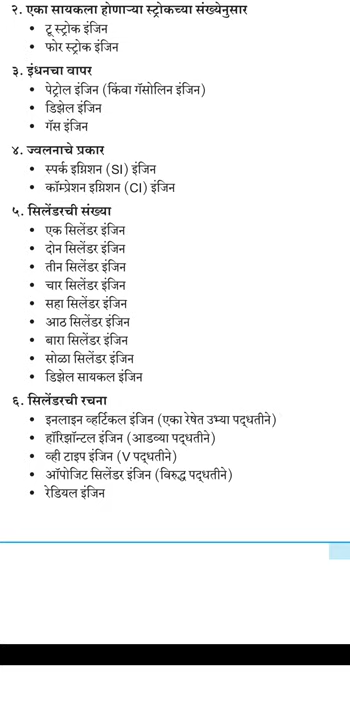 २. एका सायकला होणाऱ्या स्ट्रोकच्या संख्येनुसार
• टू स्ट्रोक इंजिन
• फोर स्ट्रोक इंजिन
३. इंधनचा वापर
• पेट्रोल इंजिन (किंवा गॅसोलिन इंजिन)
• डिझेल इंजिन
• गॅस इंजिन
४. ज्वलनाचे प्रकार
• स्पर्क इग्निशन (SI) इंजिन
• कॉम्प्रेशन इग्निशन (CI) इंजिन
५. सिलेंडरची संख्या
• एक सिलेंडर इंजिन
• दोन सिलेंडर इंजिन
• तीन सिलेंडर इंजिन
• चार सिलेंडर इंजिन
• सहा सिलेंडर इंजिन
• आठ सिलेंडर इंजिन
• बारा सिलेंडर इंजिन
• सोळा सिलेंडर इंजिन
• डिझेल सायकल इंजिन
६. सिलेंडरची रचना
• इनलाइन व्हर्टिकल इंजिन (एका रेषेत उभ्या पद्धतीने)
• हॉरिझॉन्टल इंजिन (आडव्या पद्धतीने)
• व्ही टाइप इंजिन (V पद्धतीने)
• ऑपोजिट सिलेंडर इंजिन (विरुद्ध पद्धतीने)
• रेडियल इंजिन